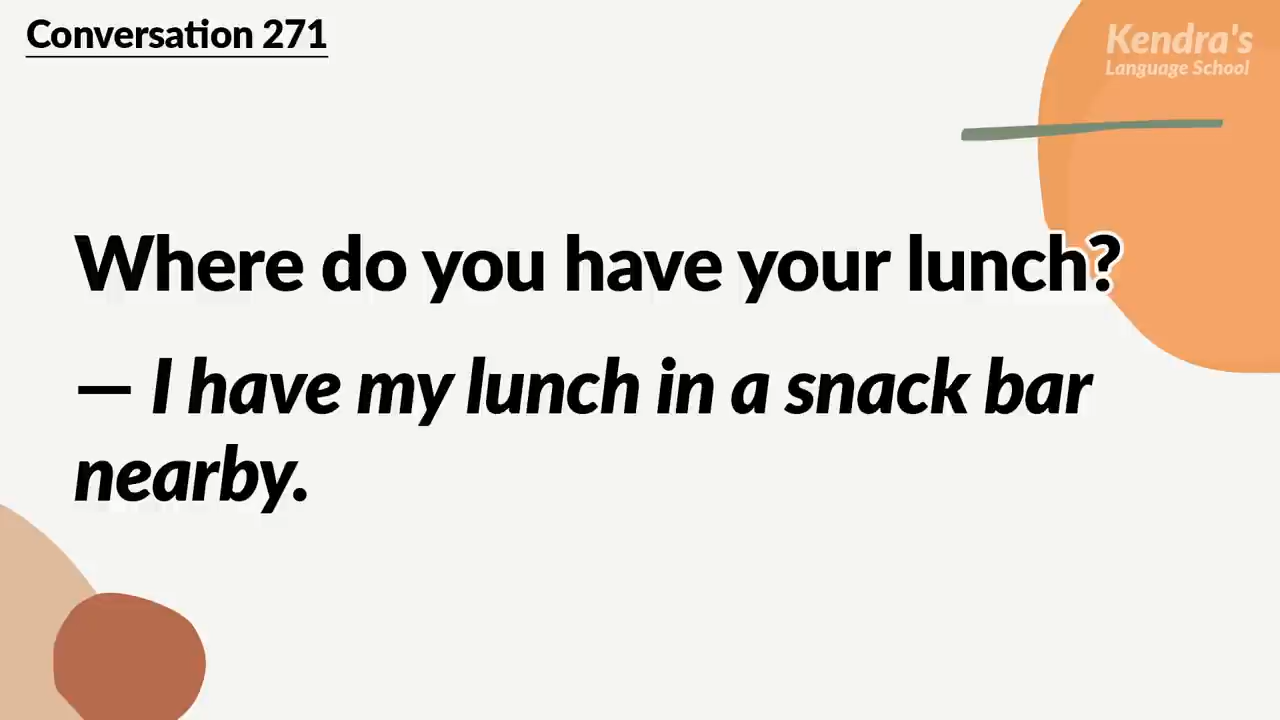 Conversation 271
Kendra's
Language School
Where do you have your lunch?
— I have my lunch in a snack bar
nearby.